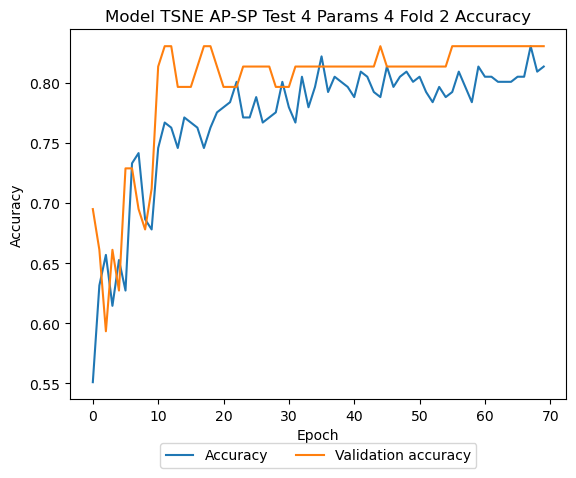 Model TSNE AP-SP Test 4 Params 4 Fold 2 Accuracy
0.80
0.75
0.70
0.65
0.60
0.55
Accuracy
0 10 20 30 40 50 60 70
Epoch
Accuracy Validation accuracy